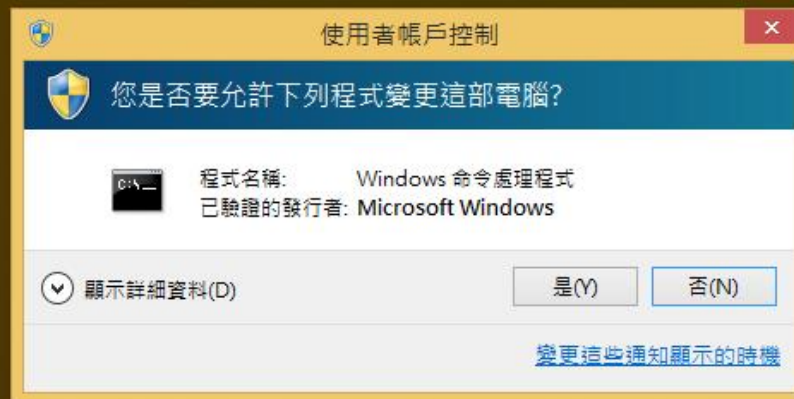 使用者帳戶控制
您是否要允許下列程式變更這部電腦?
C:\_
程式名稱: Windows 命令處理程式
已驗證的發行者: Microsoft Windows
顯示詳細資料(D)
是(Y)
否(N)
變更這些通知顯示的時機